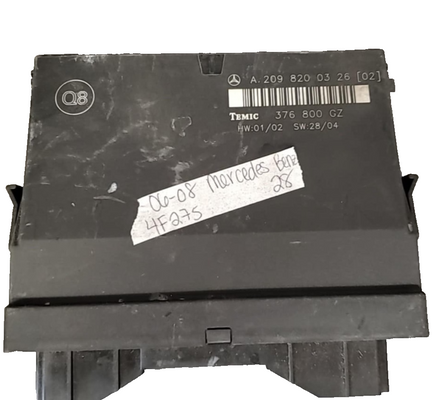 Q8
A 209 820 03 26 [02]
TEMIC 376 800 GZ
HW:01/02 SW:28/04
06-08 Mercedes Benz
4F275 28